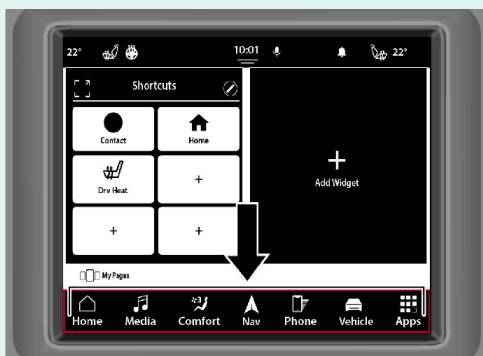 22° 10:01 22°
Shortcuts
Contact Home
Drv Heat +
+ +
+
Add Widget
My Pages
Home Media Comfort Nav Phone Vehicle Apps